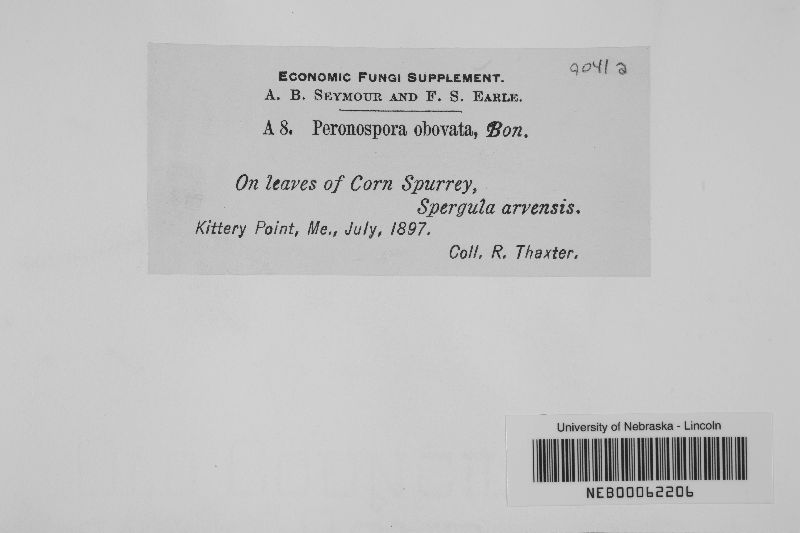 9041 a
ECONOMIC FUNGI SUPPLEMENT.
A. B. SEYMOUR AND F. S. EARLE.
A 8. Peronospora obovata, Bon.
On leaves of Corn Spurrey,
Spergula arvensis.
Kittery Point, Me., July, 1897.
Coll. R. Thaxter.
University of Nebraska - Lincoln
NEB00062206